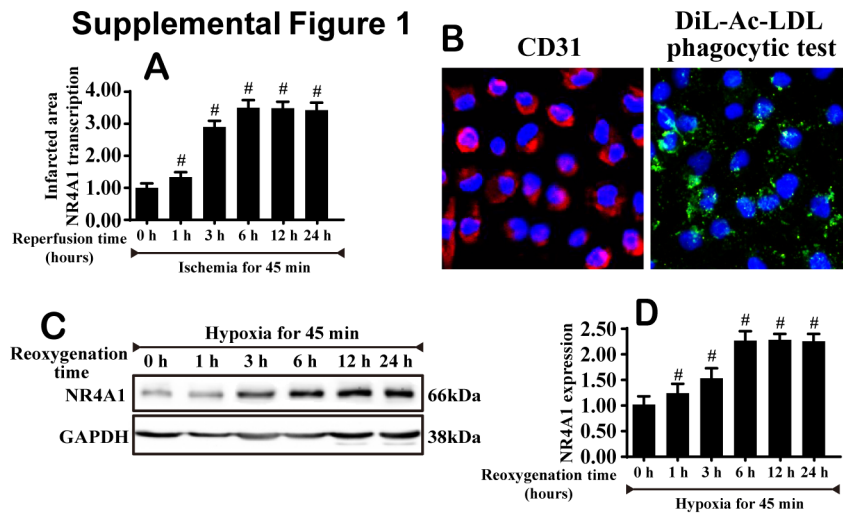 Supplemental Figure 1
A
Infarcted area
NR4A1 transcription
4.00
3.00
2.00
1.00
0.00
# # # # #
0 h 1 h 3 h 6 h 12 h 24 h
Reperfusion time
(hours)
Ischemia for 45 min
B
CD31
DiL-Ac-LDL
phagocytic test
C
Hypoxia for 45 min
Reoxygenation
time
0 h 1 h 3 h 6 h 12 h 24 h
NR4A1
66kDa
GAPDH
38kDa
D
NR4A1 expression
2.50
2.00
1.50
1.00
0.50
0.00
# # # # #
0 h 1 h 3 h 6 h 12 h 24 h
Reoxygenation time
(hours)
Hypoxia for 45 min